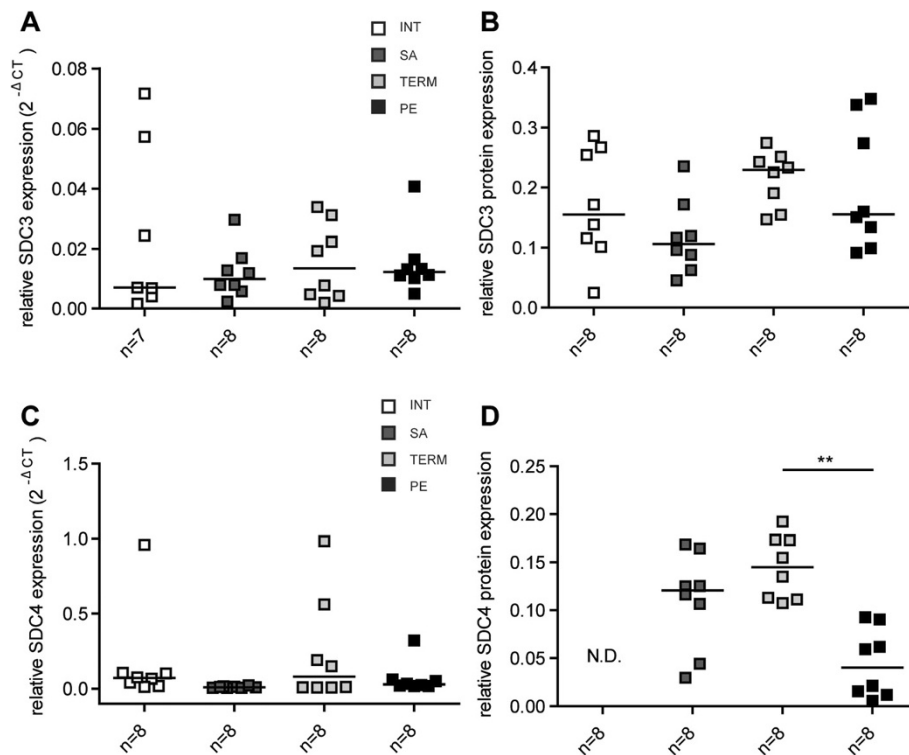 A
INT
SA
TERM
PE
relative SDC3 expression (2^-ΔCT)
0.08
0.06
0.04
0.02
0.00
n=7
n=8
n=8
n=8
B
relative SDC3 protein expression
0.4
0.3
0.2
0.1
0.0
n=8
n=8
n=8
n=8
C
INT
SA
TERM
PE
relative SDC4 expression (2^-ΔCT)
1.5
1.0
0.5
0.0
n=8
n=8
n=8
n=8
D
relative SDC4 protein expression
0.25
0.20
0.15
0.10
0.05
0.00
**
N.D.
n=8
n=8
n=8
n=8